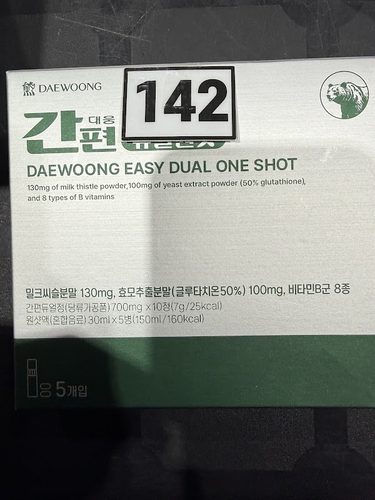 DAEWOONG
142
간
대웅
편
DAEWOONG EASY DUAL ONE SHOT
130mg of milk thistle powder,100mg of yeast extract powder (50% glutathione),
and 8 types of B vitamins
밀크씨슬분말 130mg, 효모추출분말(글루타치온50%) 100mg, 비타민B군 8종
간편듀얼정(당류가공품) 700mg x 10정(7g/25kcal)
원샷액(혼합음료) 30ml x 5병(150ml/160kcal)
5개입